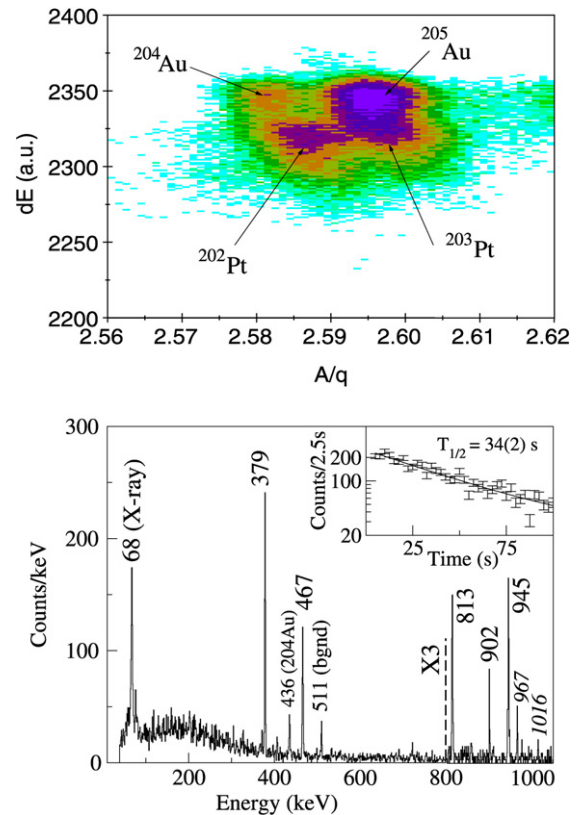 2400
2350
2300
2250
2200
dE (a.u.)
²⁰⁴Au
²⁰⁵Au
²⁰²Pt
²⁰³Pt
2.56 2.57 2.58 2.59 2.60 2.61 2.62
A/q
300
200
100
0
Counts/keV
68 (X-ray)
379
436 (204Au)
467
511 (bgnd)
X3
813
902
945
967
1016
T1/2 = 34(2) s
Counts/2.5s
200
100
20
25 75
Time (s)
200 400 600 800 1000
Energy (keV)